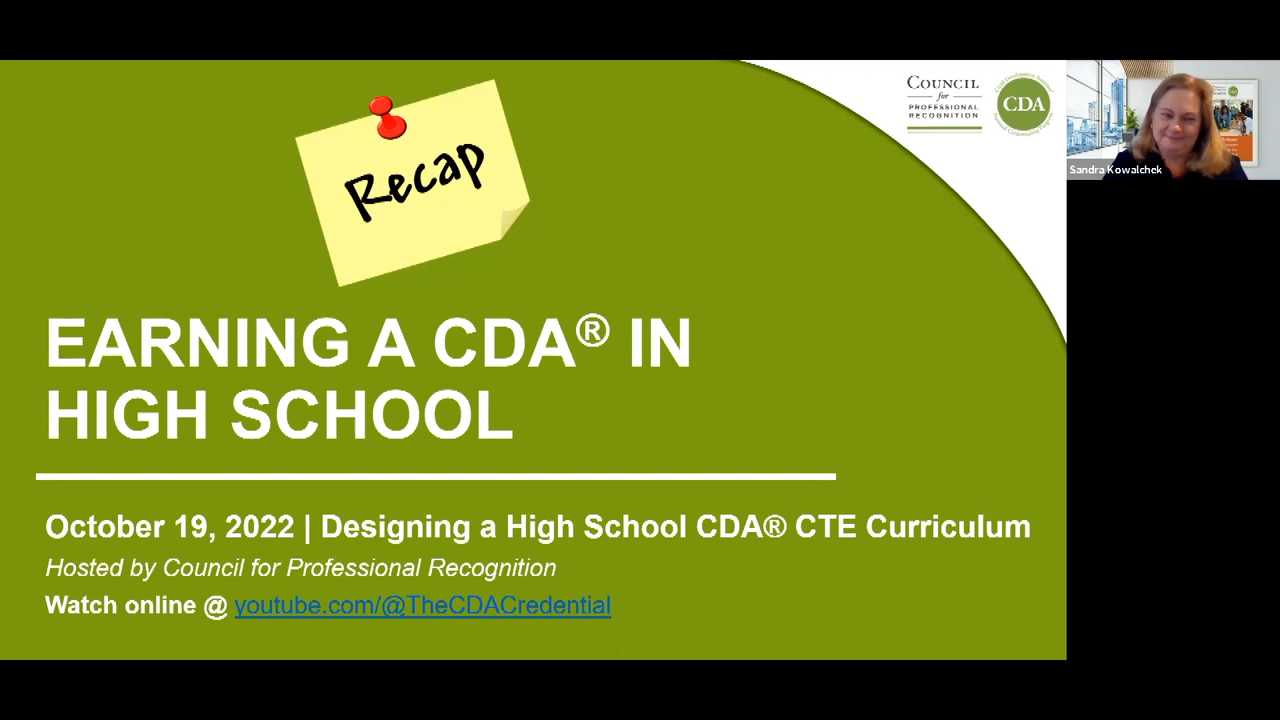 Recap
COUNCIL
for
PROFESSIONAL
RECOGNITION
CDA
EARNING A CDA® IN
HIGH SCHOOL
October 19, 2022 | Designing a High School CDA® CTE Curriculum
Hosted by Council for Professional Recognition
Watch online @ youtube.com/@TheCDACredential
Sandra Kowalchek